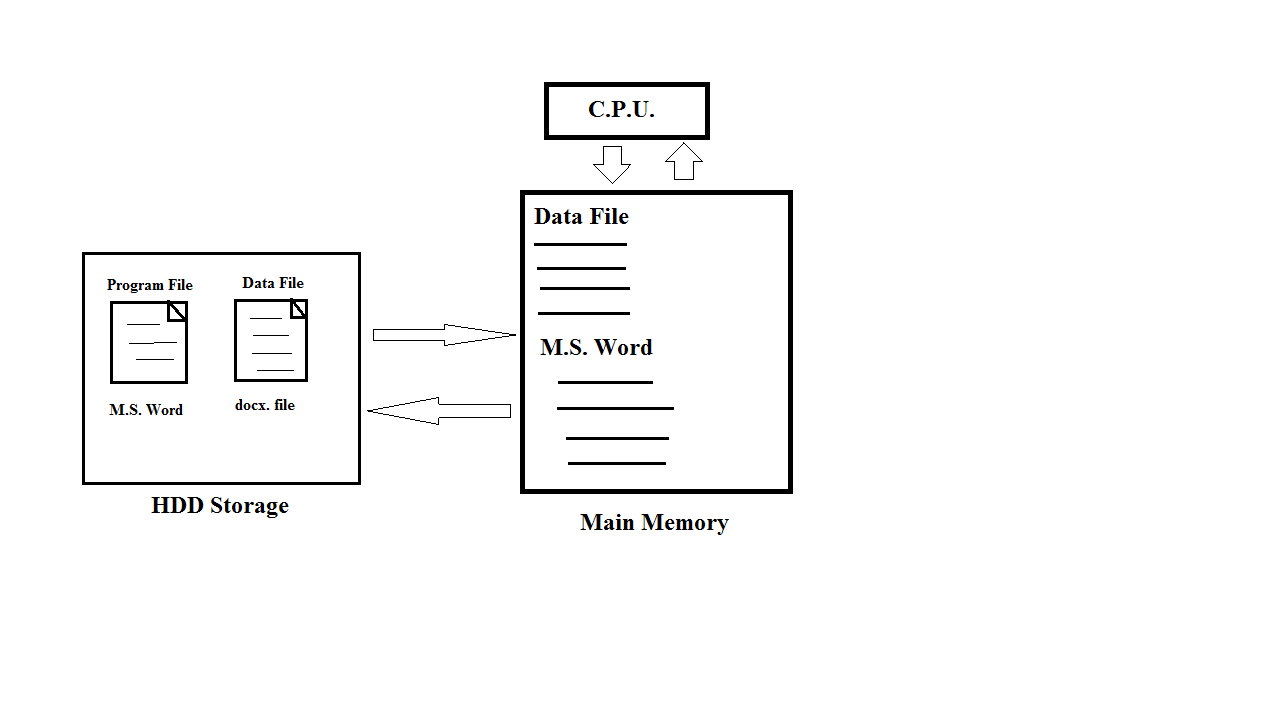 C.P.U.
Data File
M.S. Word
Main Memory
Program File
Data File
M.S. Word
docx. file
HDD Storage